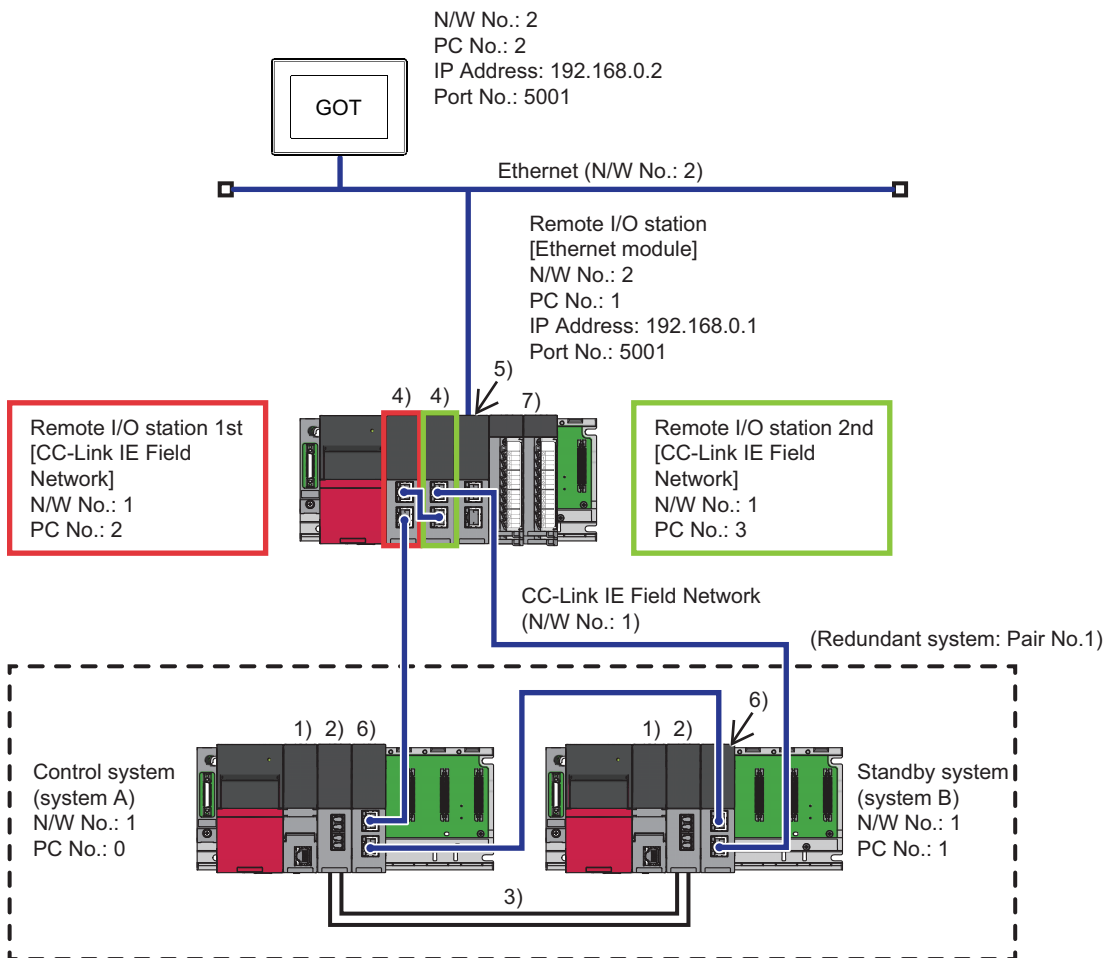 N/W No.: 2
PC No.: 2
IP Address: 192.168.0.2
Port No.: 5001
GOT
Ethernet (N/W No.: 2)
Remote I/O station
[Ethernet module]
N/W No.: 2
PC No.: 1
IP Address: 192.168.0.1
Port No.: 5001
4)
4)
5)
7)
Remote I/O station 1st
[CC-Link IE Field
Network]
N/W No.: 1
PC No.: 2
Remote I/O station 2nd
[CC-Link IE Field
Network]
N/W No.: 1
PC No.: 3
CC-Link IE Field Network
(N/W No.: 1)
(Redundant system: Pair No.1)
1)
2)
6)
1)
2)
6)
Control system
(system A)
N/W No.: 1
PC No.: 0
Standby system
(system B)
N/W No.: 1
PC No.: 1
3)